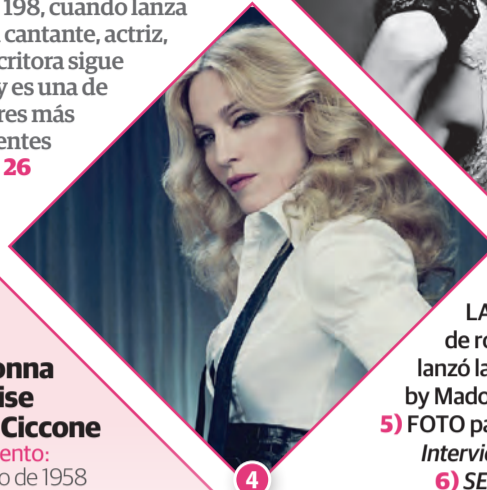 198, cuando lanza
cantante, actriz,
critora sigue
y es una de
res más
entes
26
onna
ise
Ciccone
ento:
o de 1958
4
LA
de ro
lanzó la
by Mado
5) FOTO pa
Intervi
6) SE